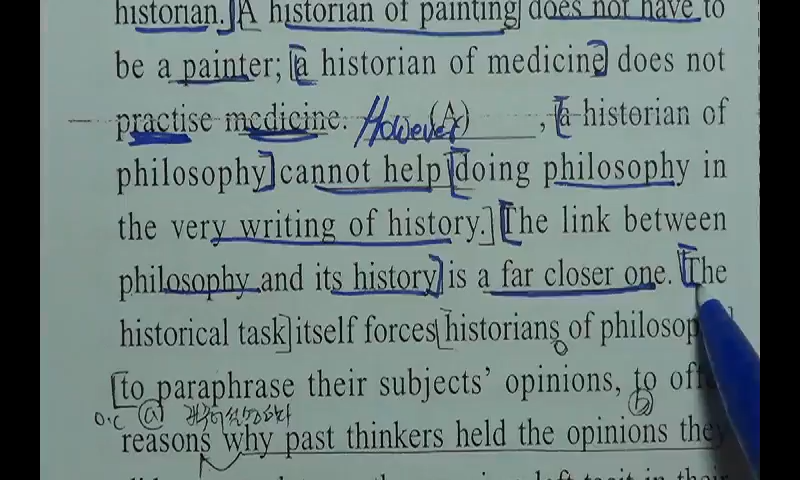 historian. A historian of painting does not have to
be a painter; a historian of medicine does not
practise medicine. However (A) , a historian of
philosophy cannot help doing philosophy in
the very writing of history. The link between
philosophy and its history is a far closer one. The
historical task itself forces historians of
to paraphrase their subjects' opinions, to
O.C ⓐ
ⓑ
reasons why past thinkers held the opinions